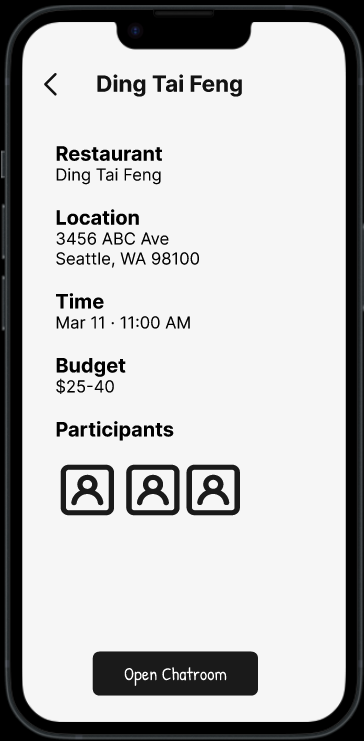 Ding Tai Feng
Restaurant
Ding Tai Feng
Location
3456 ABC Ave
Seattle, WA 98100
Time
Mar 11 · 11:00 AM
Budget
$25-40
Participants
Open Chatroom